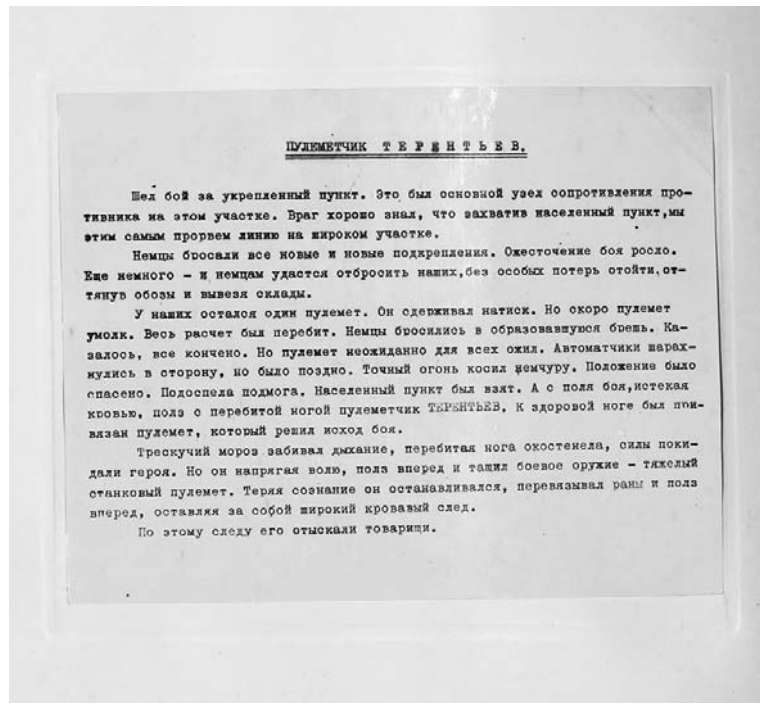 ПУЛЕМЕТЧИК Т Е Р Е Н Т Ь Е В.
Шел бой за укрепленный пункт. Это был основной узел сопротивления про-
тивника на этом участке. Враг хорошо знал, что захватив населенный пункт,мы
этим самым прорвем линию на широком участке.
Немцы бросали все новые и новые подкрепления. Ожесточение боя росло.
Еще немного - и немцам удастся отбросить наших,без особых потерь отойти,от-
тянув обозы и вывезя склады.
У наших остался один пулемет. Он сдерживал натиск. Но скоро пулемет
умолк. Весь расчет был перебит. Немцы бросились в образовавшуюся брешь. Ка-
залось, все кончено. Но пулемет неожиданно для всех ожил. Автоматчики шарах-
нулись в сторону, но было поздно. Точный огонь косил немчуру. Положение было
спасено. Подоспела подмога. Населенный пункт был взят. А с поля боя,истекая
кровью, полз с перебитой ногой пулеметчик ТЕРЕНТЬЕВ. К здоровой ноге был при-
вязан пулемет, который решил исход боя.
Трескучий мороз забивал дыхание, перебитая нога окостенела, силы поки-
дали героя. Но он напрягая волю, полз вперед и тащил боевое оружие - тяжелый
станковый пулемет. Теряя сознание он останавливался, перевязывал раны и полз
вперед, оставляя за собой широкий кровавый след.
По этому следу его отыскали товарищи.